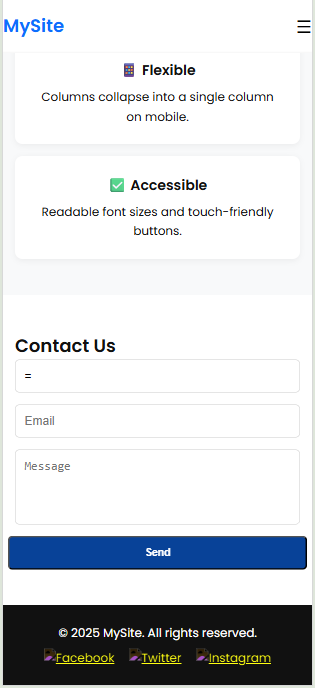 MySite
Flexible
Columns collapse into a single column
on mobile.
Accessible
Readable font sizes and touch-friendly
buttons.
Contact Us
=
Email
Message
Send
© 2025 MySite. All rights reserved.
Facebook Twitter Instagram